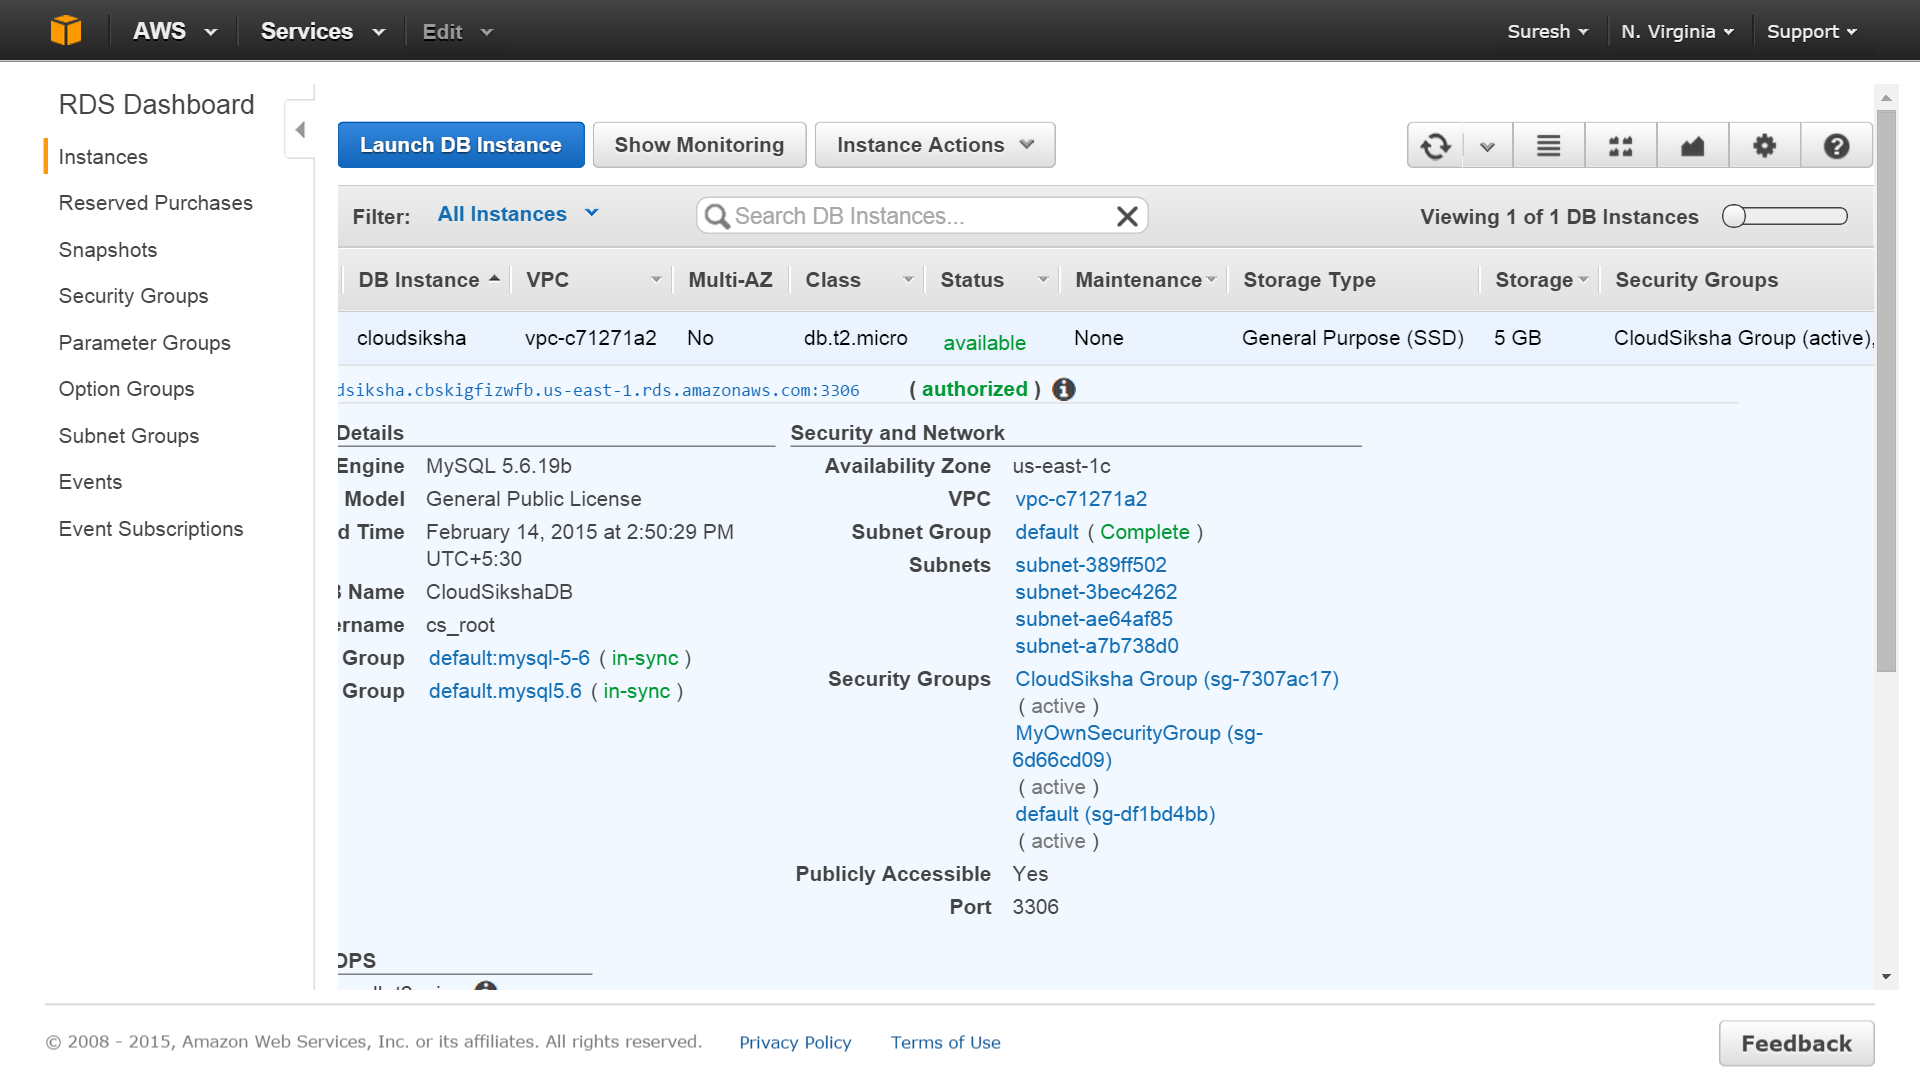 AWS Services Edit Suresh N. Virginia Support
RDS Dashboard
Instances
Reserved Purchases
Snapshots
Security Groups
Parameter Groups
Option Groups
Subnet Groups
Events
Event Subscriptions
Launch DB Instance Show Monitoring Instance Actions
Filter: All Instances Search DB Instances... Viewing 1 of 1 DB Instances
DB Instance VPC Multi-AZ Class Status Maintenance Storage Type Storage Security Groups
cloudsiksha vpc-c71271a2 No db.t2.micro available None General Purpose (SSD) 5 GB CloudSiksha Group (active),
dsiksha.cbskigfizwfb.us-east-1.rds.amazonaws.com:3306 ( authorized )
Details
Engine MySQL 5.6.19b
Model General Public License
d Time February 14, 2015 at 2:50:29 PM
UTC+5:30
Name CloudSikshaDB
ername cs_root
Group default:mysql-5-6 ( in-sync )
Group default.mysql5.6 ( in-sync )
Security and Network
Availability Zone us-east-1c
VPC vpc-c71271a2
Subnet Group default ( Complete )
Subnets subnet-389ff502
subnet-3bec4262
subnet-ae64af85
subnet-a7b738d0
Security Groups CloudSiksha Group (sg-7307ac17)
( active )
MyOwnSecurityGroup (sg-
6d66cd09)
( active )
default (sg-df1bd4bb)
( active )
Publicly Accessible Yes
Port 3306
OPS
© 2008 - 2015, Amazon Web Services, Inc. or its affiliates. All rights reserved. Privacy Policy Terms of Use Feedback